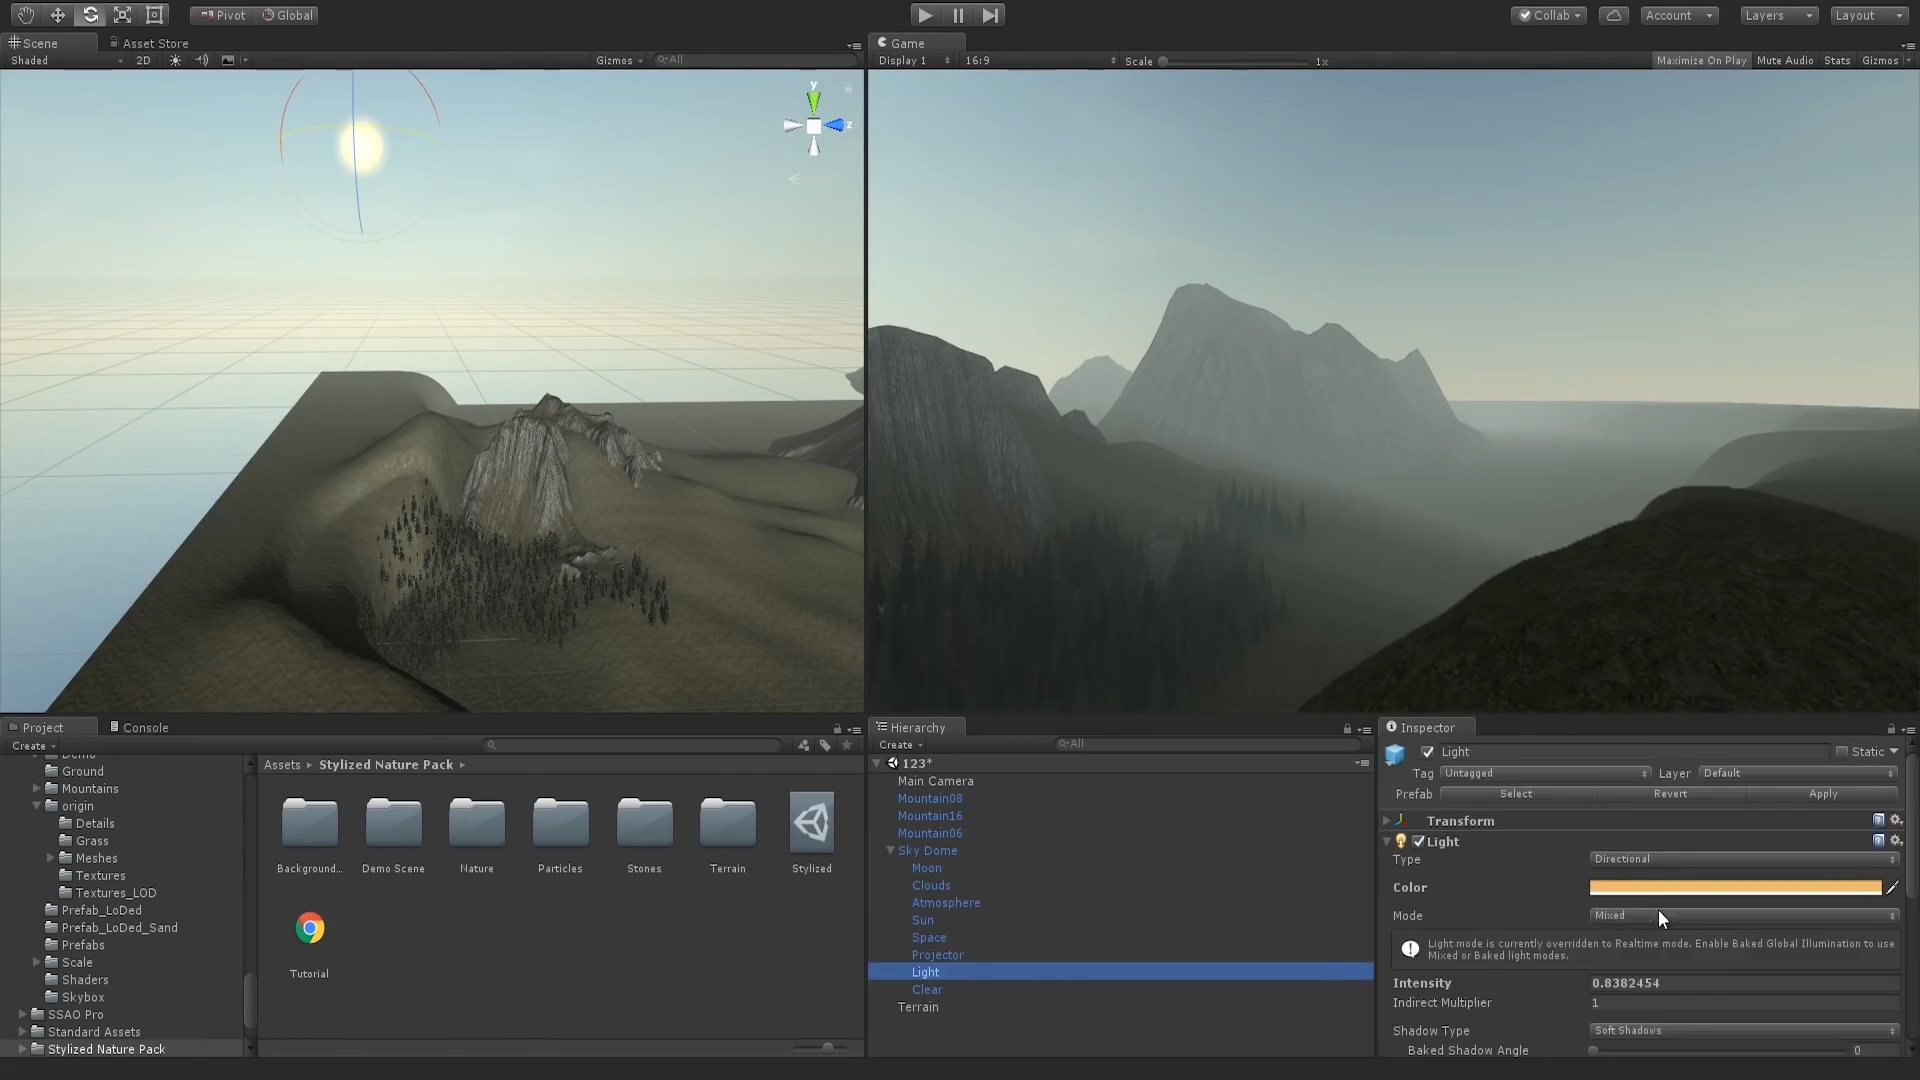 Pivot Global Collab Account Layers Layout
Scene Asset Store
Shaded 2D Gizmos All
y
z
Game
Display 1 16:9 Scale 1x Maximize On Play Mute Audio Stats Gizmos
Project Console
Create
Demo
Ground
Mountains
origin
Details
Grass
Meshes
Textures
Textures_LOD
Prefab_LoDed
Prefab_LoDed_Sand
Prefabs
Scale
Shaders
Skybox
SSAO Pro
Standard Assets
Stylized Nature Pack
Assets Stylized Nature Pack
Background... Demo Scene Nature Particles Stones Terrain Stylized
Tutorial
Hierarchy
Create All
123*
Main Camera
Mountain08
Mountain16
Mountain06
Sky Dome
Moon
Clouds
Atmosphere
Sun
Space
Projector
Light
Clear
Terrain
Inspector
Light Static
Tag Untagged Layer Default
Prefab Select Revert Apply
Transform
Light
Type Directional
Color
Mode Mixed
Light mode is currently overridden to Realtime mode. Enable Baked Global Illumination to use
Mixed or Baked light modes.
Intensity 0.8382454
Indirect Multiplier 1
Shadow Type Soft Shadows
Baked Shadow Angle 0